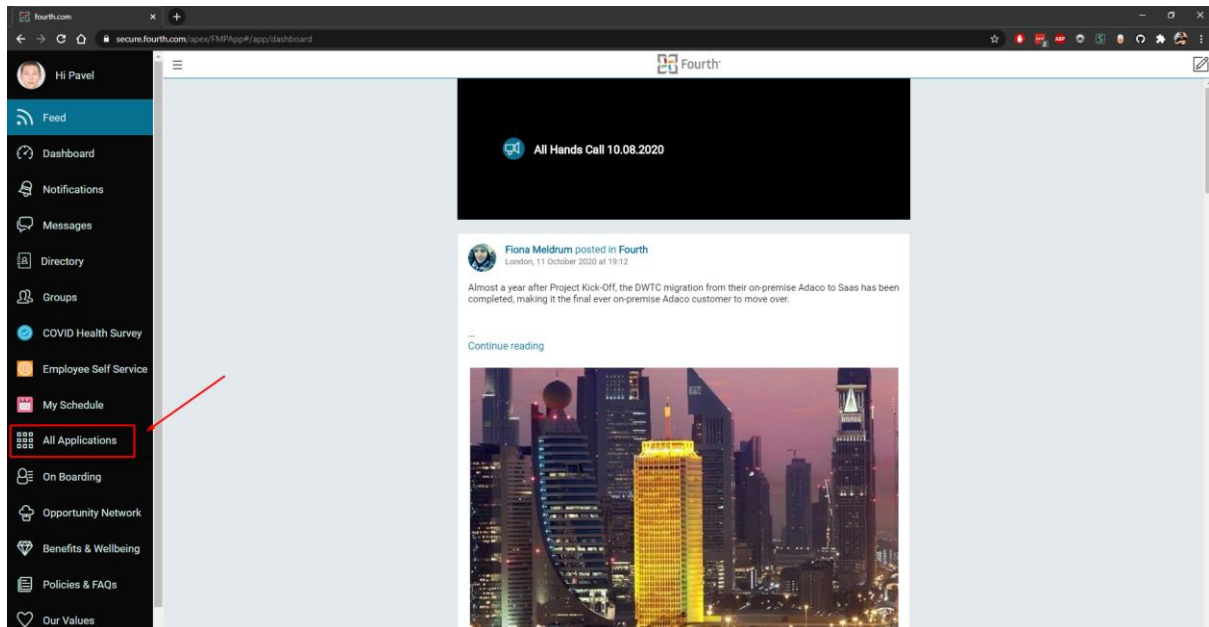 fourth.com
secure.fourth.com/apex/FMPApp#/app/dashboard
2
ABP
Hi Pavel
Fourth
Feed
Dashboard
Notifications
Messages
Directory
Groups
COVID Health Survey
Employee Self Service
My Schedule
All Applications
On Boarding
Opportunity Network
Benefits & Wellbeing
Policies & FAQs
Our Values
All Hands Call 10.08.2020
Fiona Meldrum posted in Fourth
London, 11 October 2020 at 19:12
Almost a year after Project Kick-Off, the DWTC migration from their on-premise Adaco to Saas has been
completed, making it the final ever on-premise Adaco customer to move over.
...
Continue reading